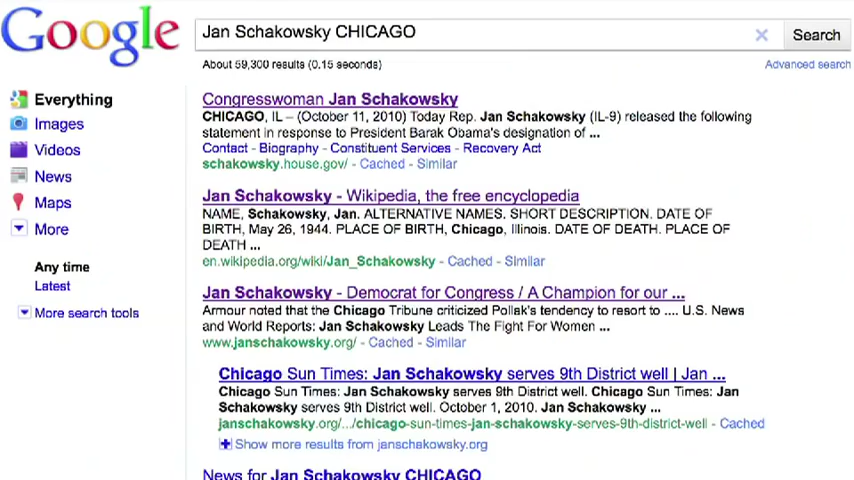 Google
Jan Schakowsky CHICAGO
Search
About 59,300 results (0.15 seconds)
Advanced search
Everything
Images
Videos
News
Maps
More
Any time
Latest
More search tools
Congresswoman Jan Schakowsky
CHICAGO, IL – (October 11, 2010) Today Rep. Jan Schakowsky (IL-9) released the following
statement in response to President Barak Obama's designation of ...
Contact - Biography - Constituent Services - Recovery Act
schakowsky.house.gov/ - Cached - Similar
Jan Schakowsky - Wikipedia, the free encyclopedia
NAME, Schakowsky, Jan. ALTERNATIVE NAMES. SHORT DESCRIPTION. DATE OF
BIRTH, May 26, 1944. PLACE OF BIRTH, Chicago, Illinois. DATE OF DEATH. PLACE OF
DEATH ...
en.wikipedia.org/wiki/Jan_Schakowsky - Cached - Similar
Jan Schakowsky - Democrat for Congress / A Champion for our ...
Armour noted that the Chicago Tribune criticized Pollak's tendency to resort to .... U.S. News
and World Reports: Jan Schakowsky Leads The Fight For Women ...
www.janschakowsky.org/ - Cached - Similar
Chicago Sun Times: Jan Schakowsky serves 9th District well | Jan ...
Chicago Sun Times: Jan Schakowsky serves 9th District well. Chicago Sun Times: Jan
Schakowsky serves 9th District well. October 1, 2010. Jan Schakowsky ...
janschakowsky.org/.../chicago-sun-times-jan-schakowsky-serves-9th-district-well - Cached
Show more results from janschakowsky.org
News for Jan Schakowsky CHICAGO